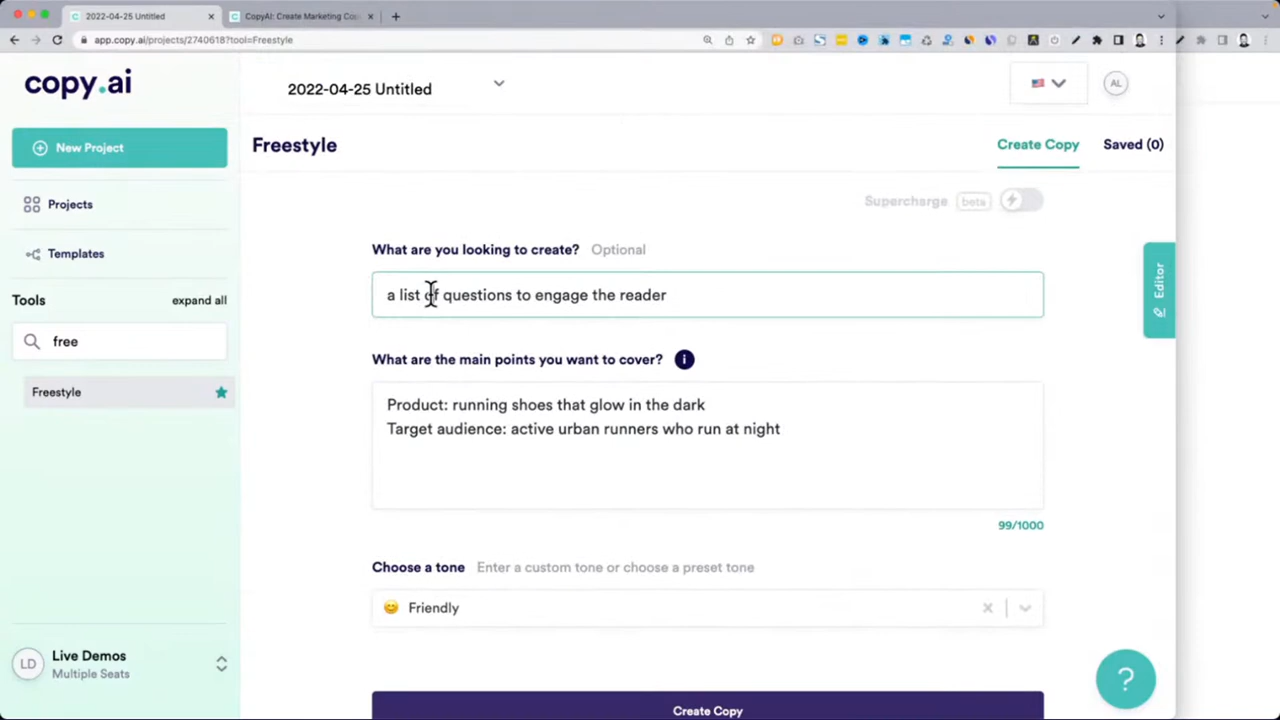 2022-04-25 Untitled
CopyAI: Create Marketing Co
app.copy.ai/projects/2740618?tool=Freestyle
copy.ai
2022-04-25 Untitled
AL
New Project
Freestyle
Create Copy
Saved (0)
Projects
Supercharge beta
Templates
What are you looking to create? Optional
Tools
expand all
a list of questions to engage the reader
Editor
free
What are the main points you want to cover?
Freestyle
Product: running shoes that glow in the dark
Target audience: active urban runners who run at night
99/1000
Choose a tone Enter a custom tone or choose a preset tone
Friendly
LD
Live Demos
Multiple Seats
?
Create Copy